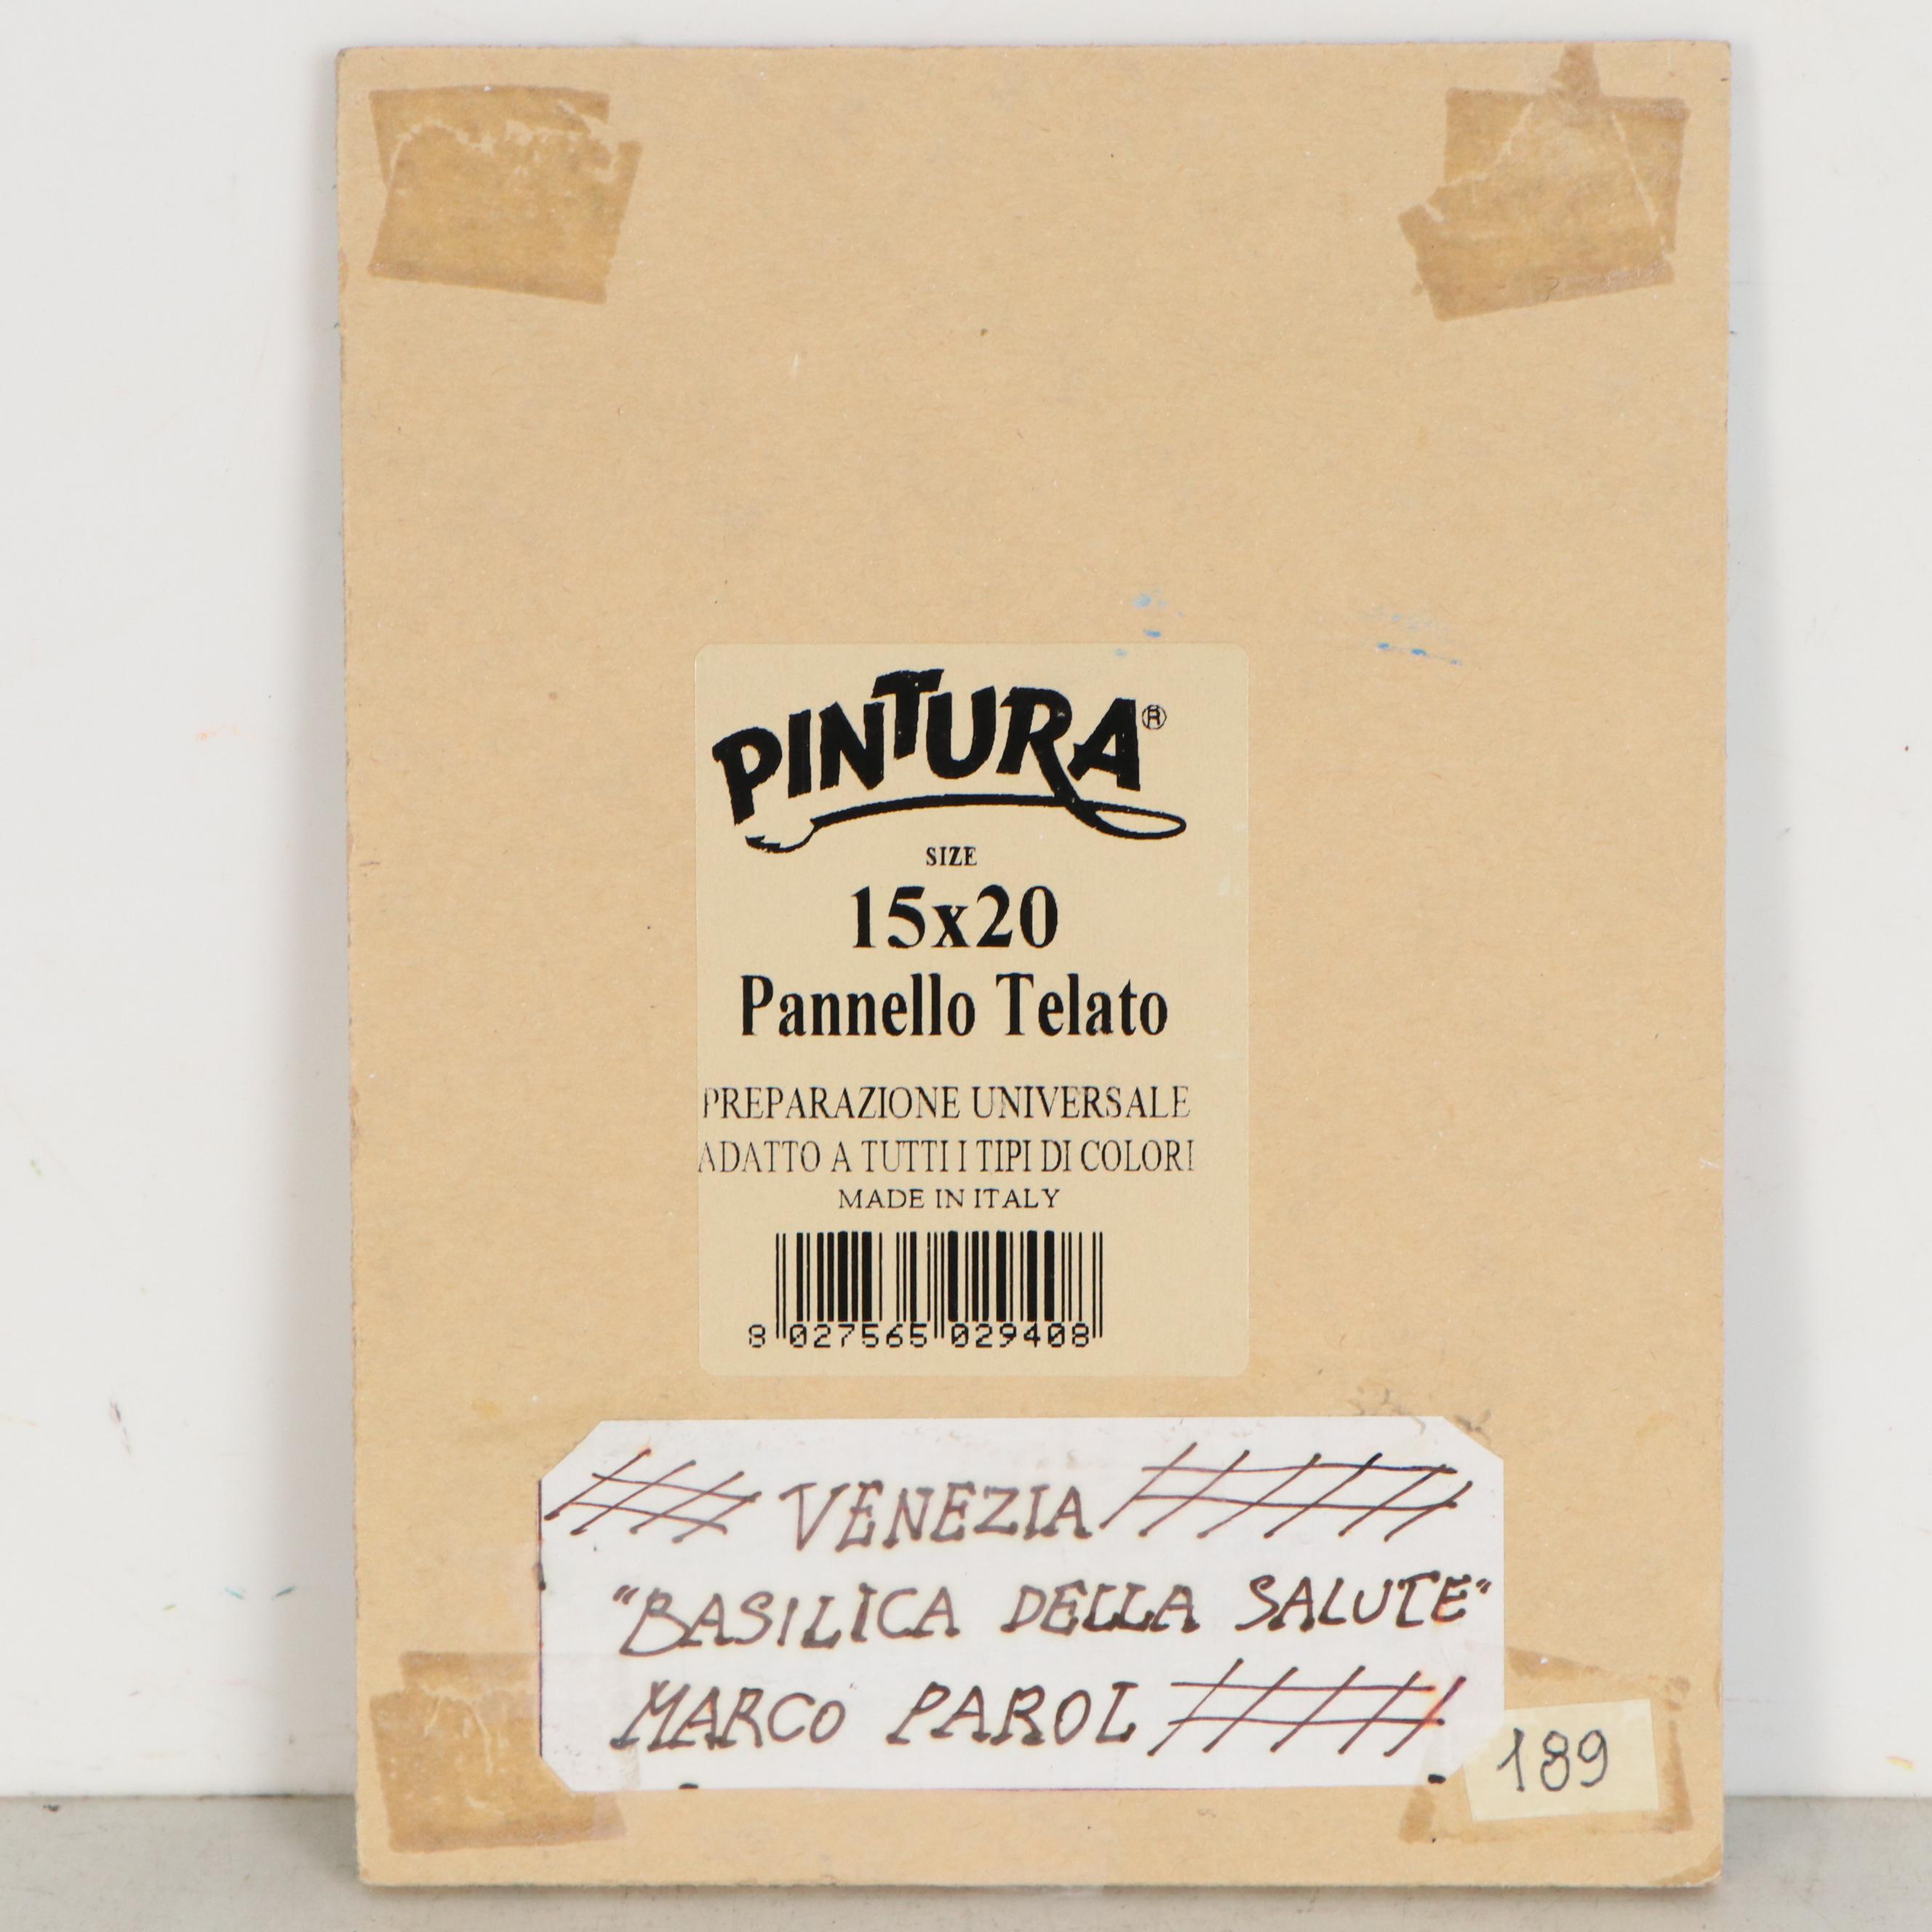 PINTURA®
SIZE
15x20
Pannello Telato
PREPARAZIONE UNIVERSALE
ADATTO A TUTTI I TIPI DI COLORI
MADE IN ITALY
8 027565 029408
VENEZIA
"BASILICA DELLA SALUTE"
MARCO PAROL
189